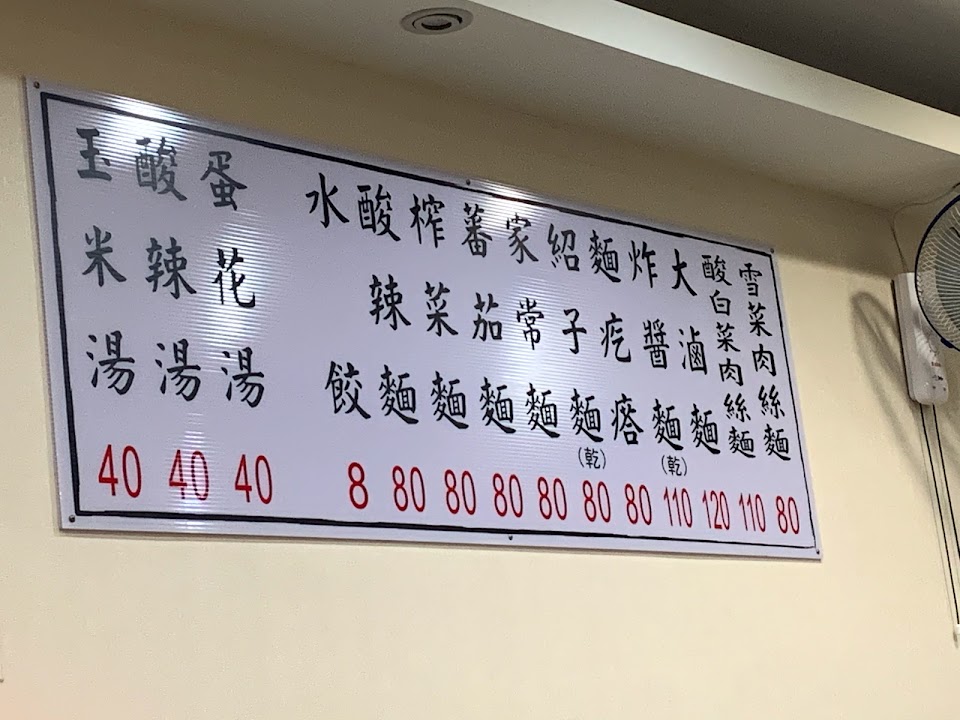 雪菜肉絲麵 80
酸白菜肉絲麵 110
大滷麵 120
炸醬麵(乾) 110
麵疙瘩 80
紹子麵(乾) 80
家常麵 80
蕃茄麵 80
榨菜麵 80
酸辣麵 80
水餃 8
蛋花湯 40
酸辣湯 40
玉米湯 40